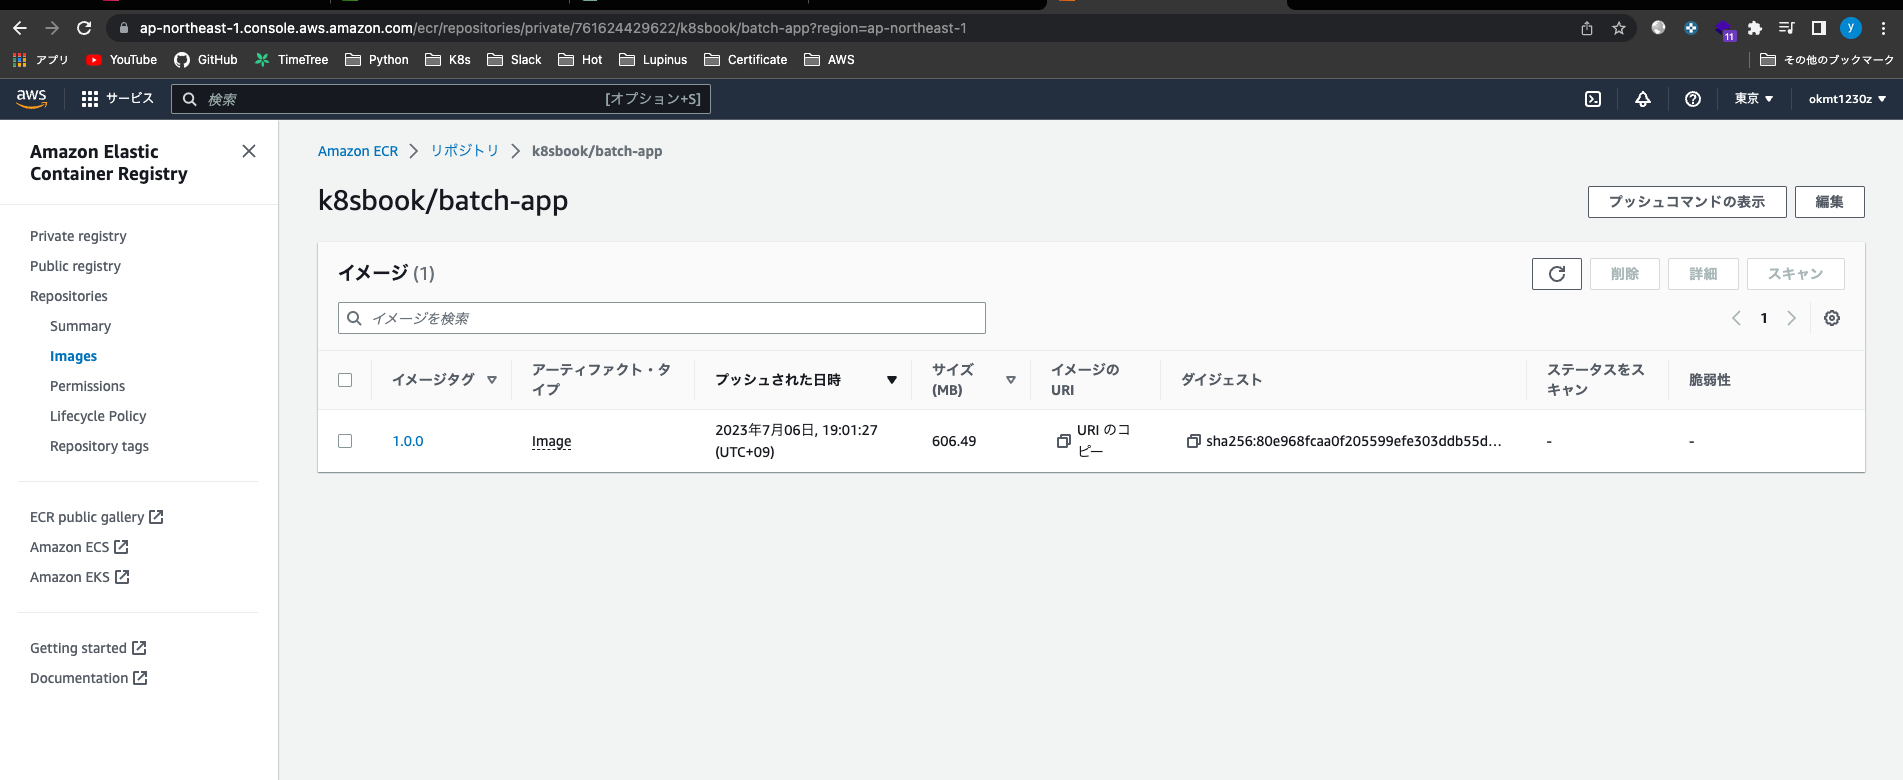 ap-northeast-1.console.aws.amazon.com/ecr/repositories/private/761624429622/k8sbook/batch-app?region=ap-northeast-1
11
y
アプリ YouTube GitHub TimeTree Python K8s Slack Hot Lupinus Certificate AWS その他のブックマーク
aws サービス 検索 [オプション+S] 東京 okmt1230z
Amazon Elastic
Container Registry
Private registry
Public registry
Repositories
Summary
Images
Permissions
Lifecycle Policy
Repository tags
ECR public gallery
Amazon ECS
Amazon EKS
Getting started
Documentation
Amazon ECR リポジトリ k8sbook/batch-app
k8sbook/batch-app
プッシュコマンドの表示 編集
イメージ (1)
削除 詳細 スキャン
イメージを検索
1
イメージタグ アーティファクト・タ
イプ プッシュされた日時 サイズ
(MB) イメージの
URI ダイジェスト ステータスをス
キャン 脆弱性
1.0.0 Image 2023年7月06日, 19:01:27
(UTC+09) 606.49 URI のコ
ピー sha256:80e968fcaa0f205599efe303ddb55d... - -